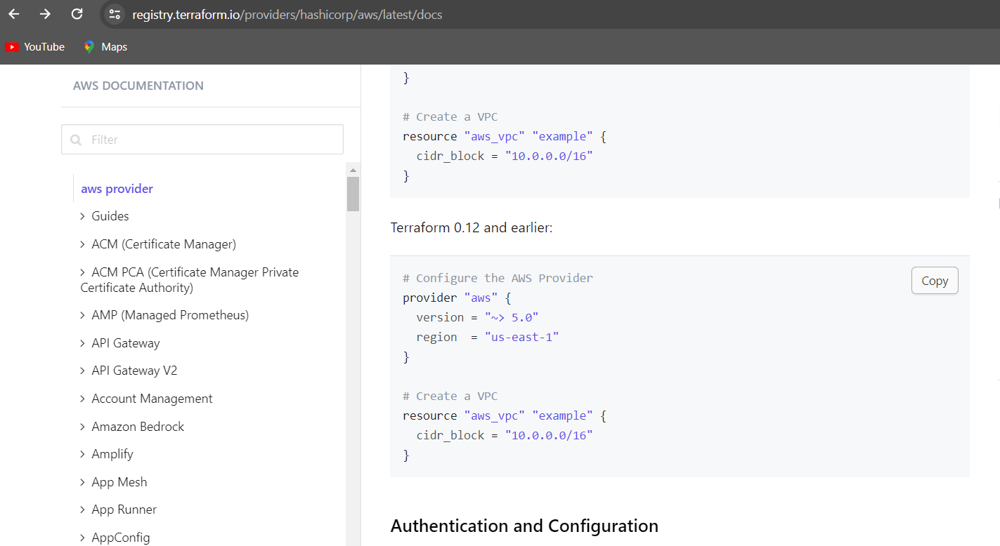 registry.terraform.io/providers/hashicorp/aws/latest/docs
YouTube
Maps
AWS DOCUMENTATION
Filter
aws provider
Guides
ACM (Certificate Manager)
ACM PCA (Certificate Manager Private
Certificate Authority)
AMP (Managed Prometheus)
API Gateway
API Gateway V2
Account Management
Amazon Bedrock
Amplify
App Mesh
App Runner
AppConfig
}
# Create a VPC
resource "aws_vpc" "example" {
  cidr_block = "10.0.0.0/16"
}
Terraform 0.12 and earlier:
Copy
# Configure the AWS Provider
provider "aws" {
  version = "~> 5.0"
  region  = "us-east-1"
}
# Create a VPC
resource "aws_vpc" "example" {
  cidr_block = "10.0.0.0/16"
}
Authentication and Configuration